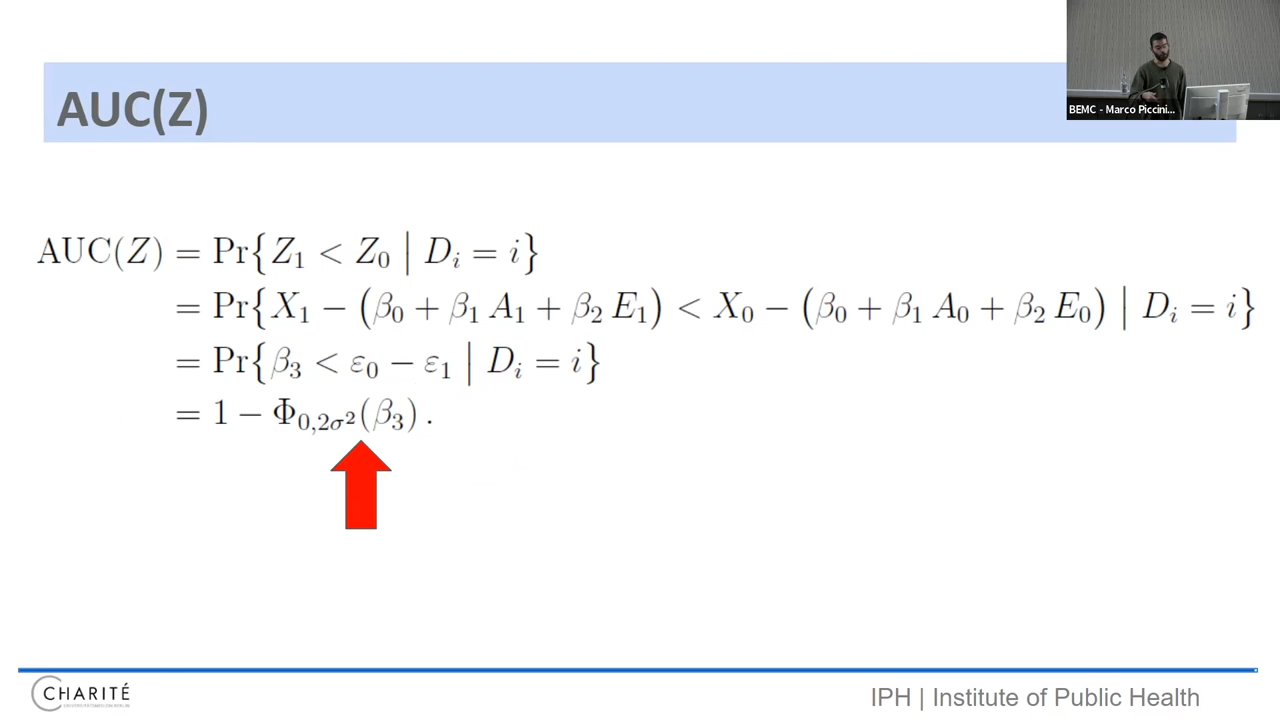 BEMC - Marco Piccini...
AUC(Z)
AUC(Z) = Pr{Z₁ < Z₀ | Dᵢ = i}
= Pr{X₁ − (β₀ + β₁ A₁ + β₂ E₁) < X₀ − (β₀ + β₁ A₀ + β₂ E₀) | Dᵢ = i}
= Pr{β₃ < ε₀ − ε₁ | Dᵢ = i}
= 1 − Φ₀,₂σ²(β₃) .
CHARITÉ
UNIVERSITÄTSMEDIZIN BERLIN
IPH | Institute of Public Health